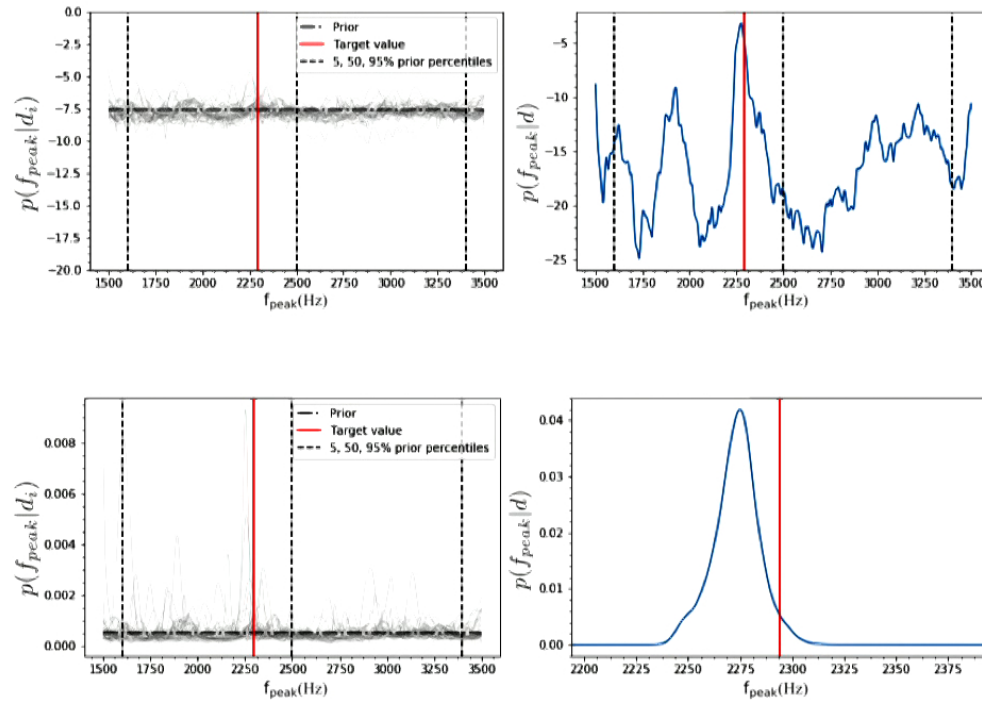 0.0
−2.5
−5.0
−7.5
−10.0
−12.5
−15.0
−17.5
−20.0
p(f_peak|d_i)
Prior
Target value
5, 50, 95% prior percentiles
1500 1750 2000 2250 2500 2750 3000 3250 3500
f_peak(Hz)
−5
−10
−15
−20
−25
p(f_peak|d)
1500 1750 2000 2250 2500 2750 3000 3250 3500
f_peak(Hz)
0.008
0.006
0.004
0.002
0.000
p(f_peak|d_i)
Prior
Target value
5, 50, 95% prior percentiles
1500 1750 2000 2250 2500 2750 3000 3250 3500
f_peak(Hz)
0.04
0.03
0.02
0.01
0.00
p(f_peak|d)
2200 2225 2250 2275 2300 2325 2350 2375
f_peak(Hz)